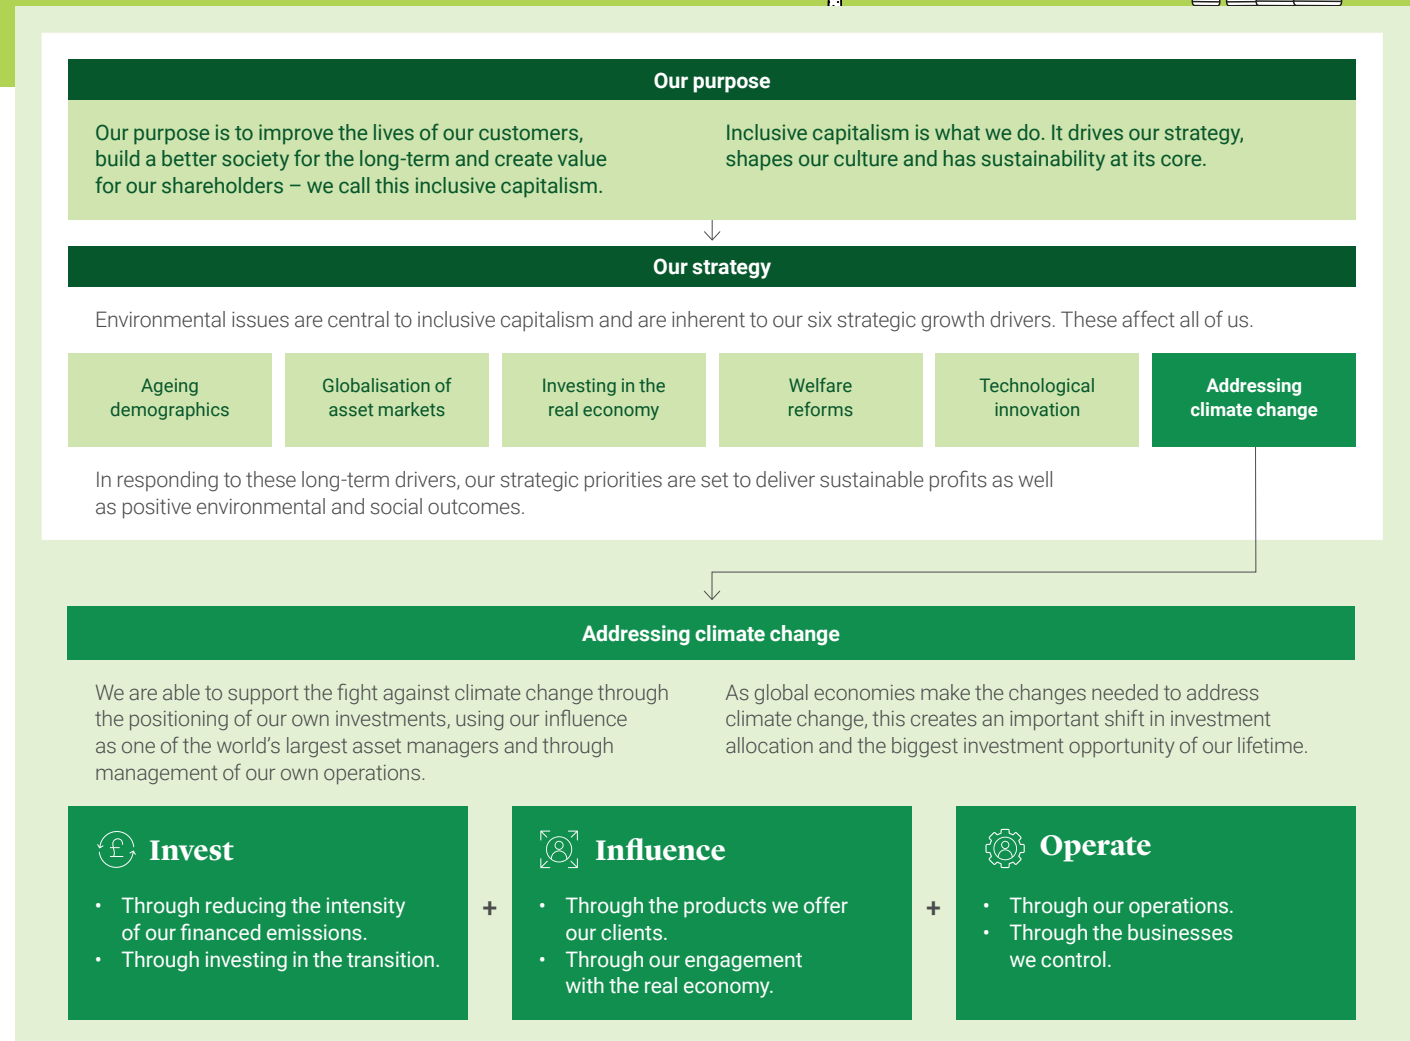 Our purpose
Our purpose is to improve the lives of our customers,
build a better society for the long-term and create value
for our shareholders – we call this inclusive capitalism.
Inclusive capitalism is what we do. It drives our strategy,
shapes our culture and has sustainability at its core.
Our strategy
Environmental issues are central to inclusive capitalism and are inherent to our six strategic growth drivers. These affect all of us.
Ageing
demographics
Globalisation of
asset markets
Investing in the
real economy
Welfare
reforms
Technological
innovation
Addressing
climate change
In responding to these long-term drivers, our strategic priorities are set to deliver sustainable profits as well
as positive environmental and social outcomes.
Addressing climate change
We are able to support the fight against climate change through
the positioning of our own investments, using our influence
as one of the world's largest asset managers and through
management of our own operations.
As global economies make the changes needed to address
climate change, this creates an important shift in investment
allocation and the biggest investment opportunity of our lifetime.
£ Invest
• Through reducing the intensity
of our financed emissions.
• Through investing in the transition.
+
Influence
• Through the products we offer
our clients.
• Through our engagement
with the real economy.
+
Operate
• Through our operations.
• Through the businesses
we control.